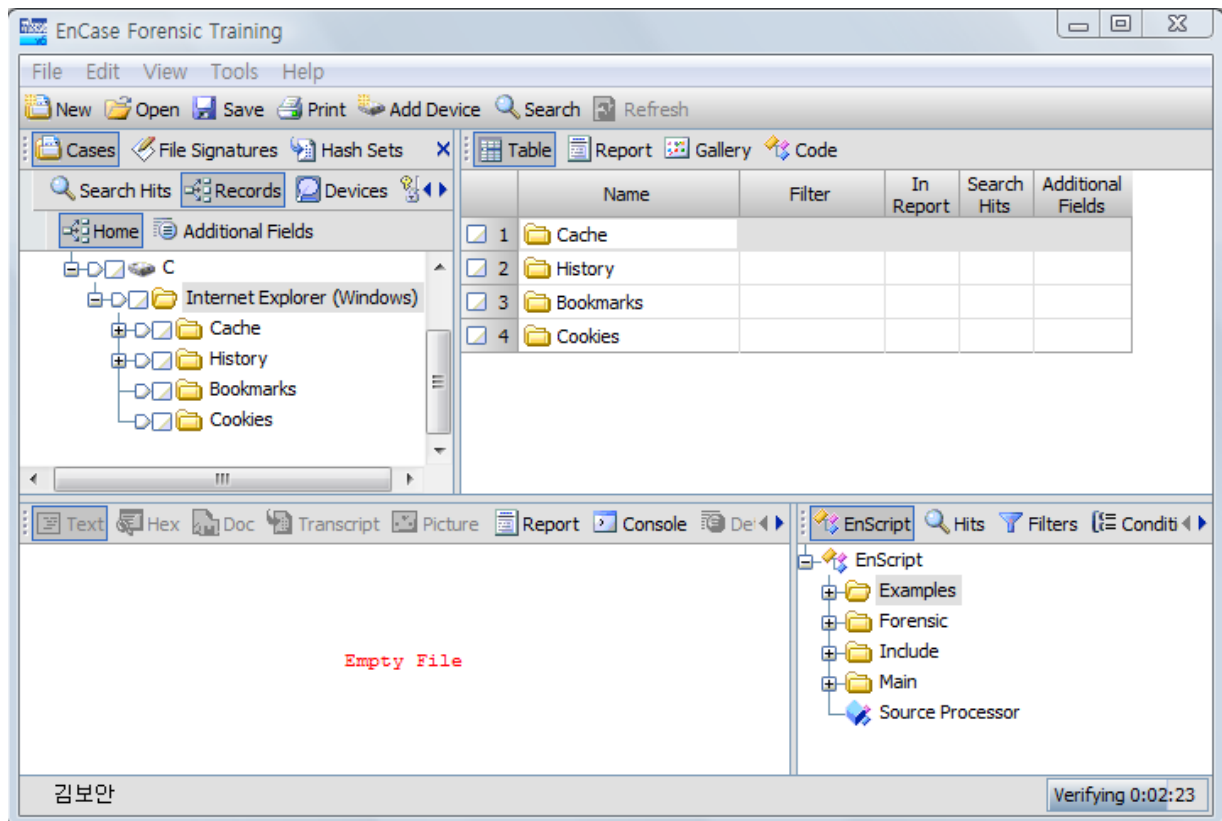 EnCase Forensic Training
File Edit View Tools Help
New Open Save Print Add Device Search Refresh
Cases File Signatures Hash Sets
Search Hits Records Devices
Home Additional Fields
C
Internet Explorer (Windows)
Cache
History
Bookmarks
Cookies
Table Report Gallery Code
Name Filter In Report Search Hits Additional Fields
1 Cache
2 History
3 Bookmarks
4 Cookies
Text Hex Doc Transcript Picture Report Console De
Empty File
EnScript Hits Filters Conditi
EnScript
Examples
Forensic
Include
Main
Source Processor
김보안
Verifying 0:02:23